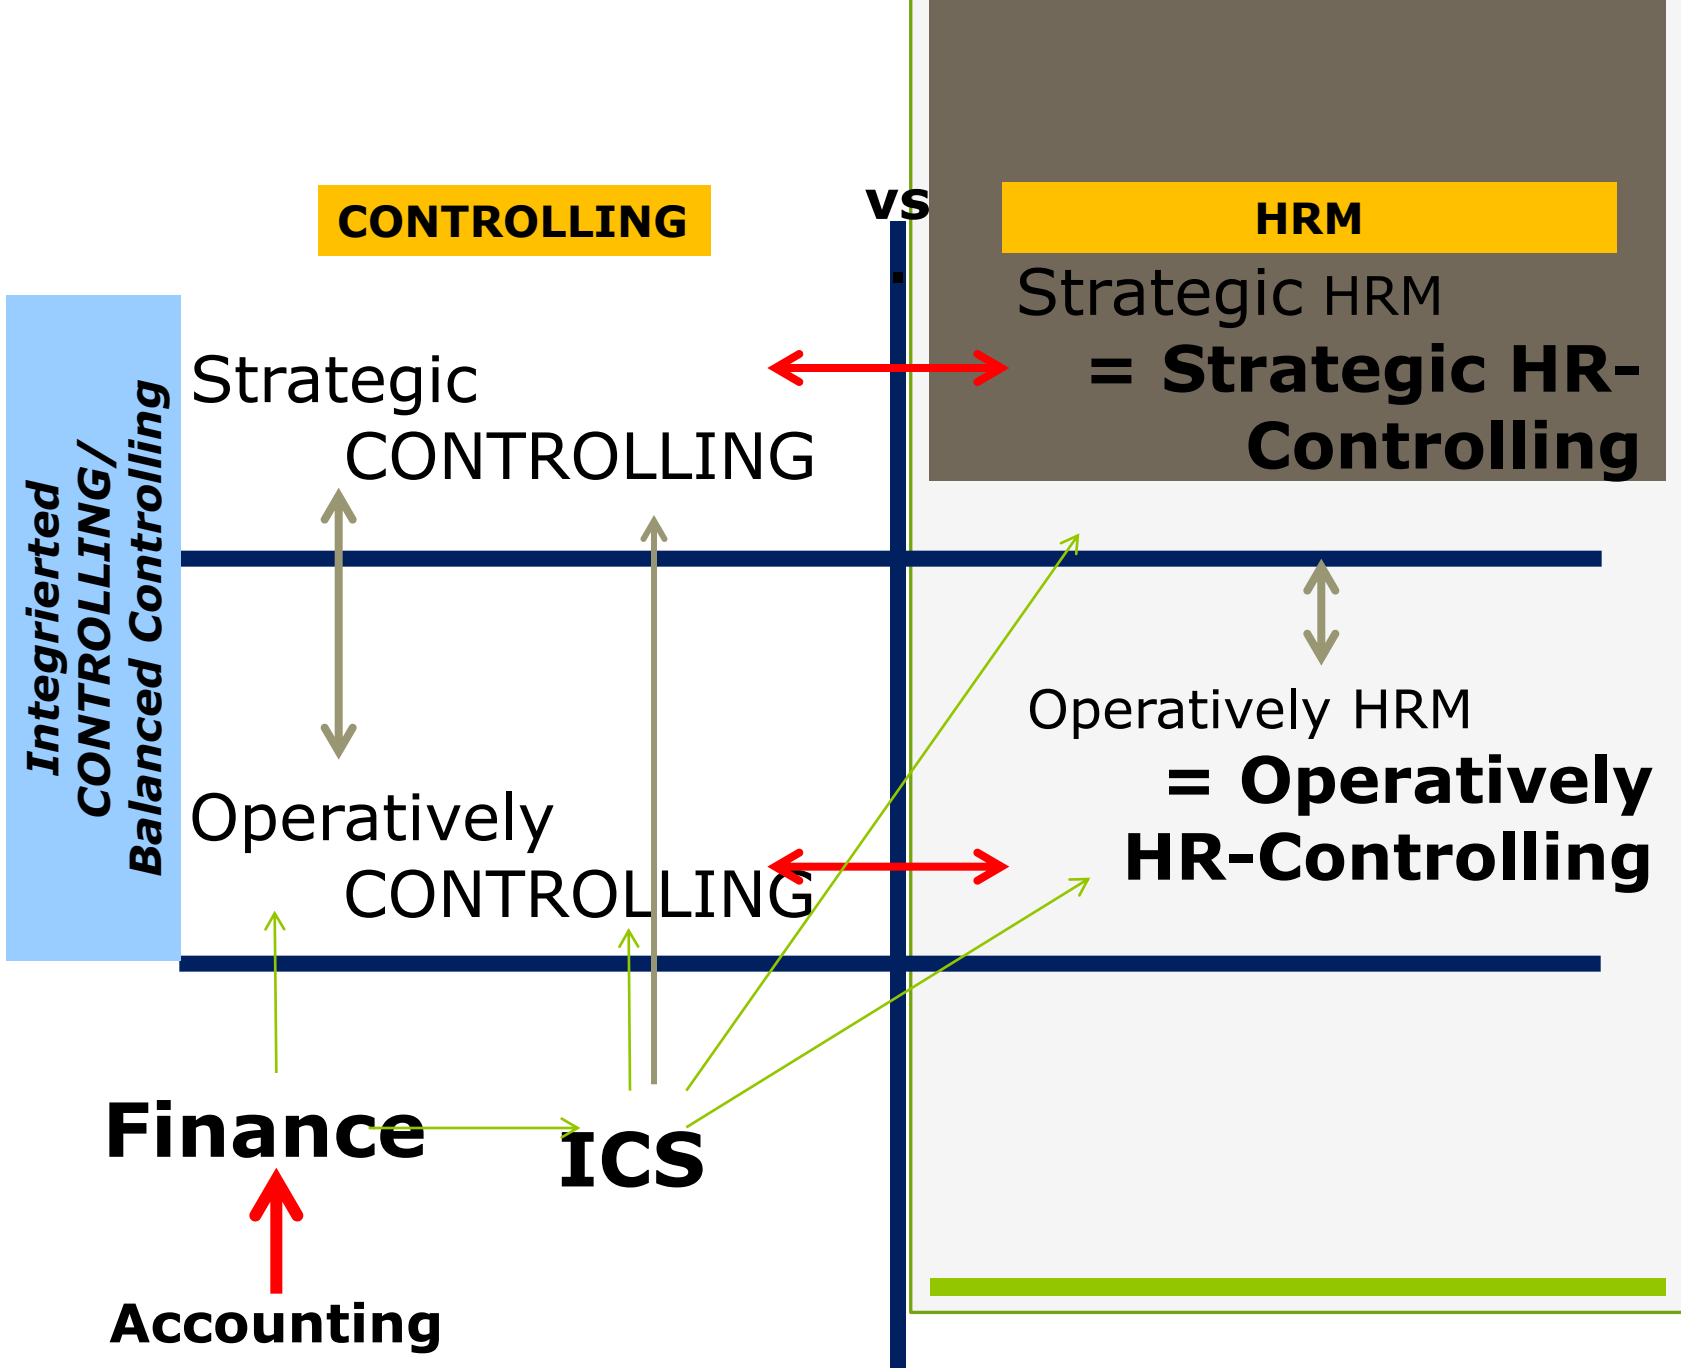 CONTROLLING
vs
.
HRM
Integrierted
CONTROLLING/
Balanced Controlling
Strategic
CONTROLLING
Strategic HRM
= Strategic HR-
Controlling
Operatively
CONTROLLING
Operatively HRM
= Operatively
HR-Controlling
Finance
ICS
Accounting